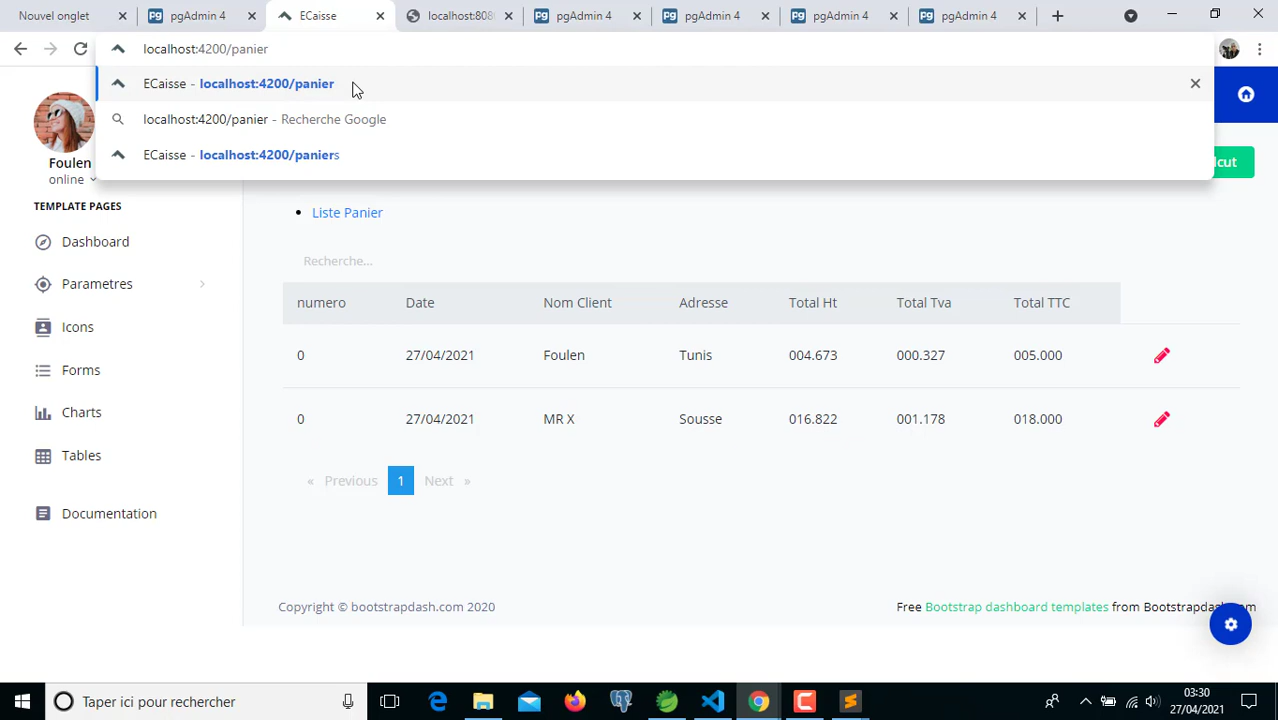 Nouvel onglet
pgAdmin 4
ECaisse
localhost:808
pgAdmin 4
pgAdmin 4
pgAdmin 4
pgAdmin 4
localhost:4200/panier
ECaisse - localhost:4200/panier
localhost:4200/panier - Recherche Google
ECaisse - localhost:4200/paniers
Foulen
online
TEMPLATE PAGES
Dashboard
Parametres
Icons
Forms
Charts
Tables
Documentation
Liste Panier
Recherche...
numero Date Nom Client Adresse Total Ht Total Tva Total TTC
0 27/04/2021 Foulen Tunis 004.673 000.327 005.000
0 27/04/2021 MR X Sousse 016.822 001.178 018.000
« Previous 1 Next »
Copyright © bootstrapdash.com 2020
Free Bootstrap dashboard templates from Bootstrapdash.com
Taper ici pour rechercher
03:30
27/04/2021